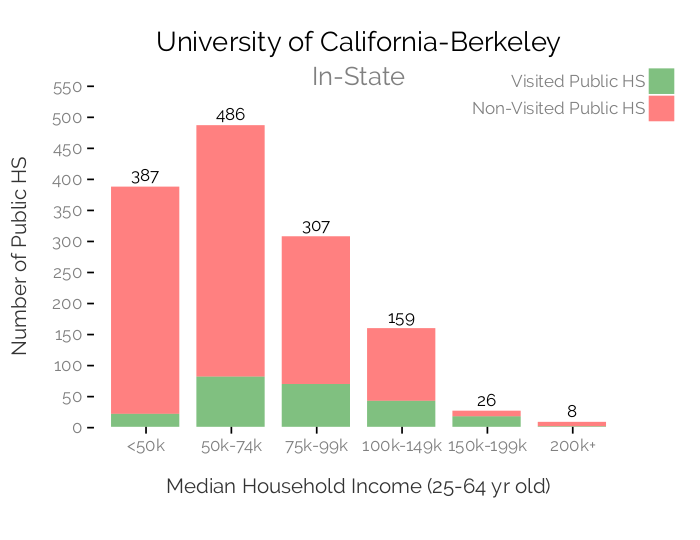 University of California-Berkeley
In-State
Visited Public HS
Non-Visited Public HS
Number of Public HS
550
500
450
400
350
300
250
200
150
100
50
0
387
486
307
159
26
8
<50k
50k-74k
75k-99k
100k-149k
150k-199k
200k+
Median Household Income (25-64 yr old)